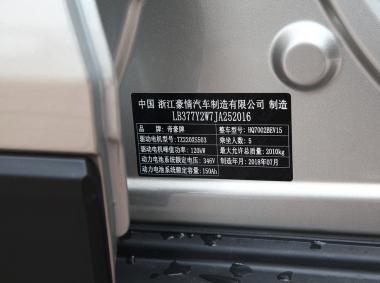 中国 浙江豪情汽车制造有限公司 制造
LB377Y2W7JA252016
品 牌: 帝豪牌 整车型号: HQ7002BEV15
驱动电机型号: TZ220XS503 乘坐人数: 5
驱动电机峰值功率: 120kW 最大允许总质量: 2010kg
动力电池系统额定电压: 346V 制造年月: 2018年07月
动力电池系统额定容量: 150Ah